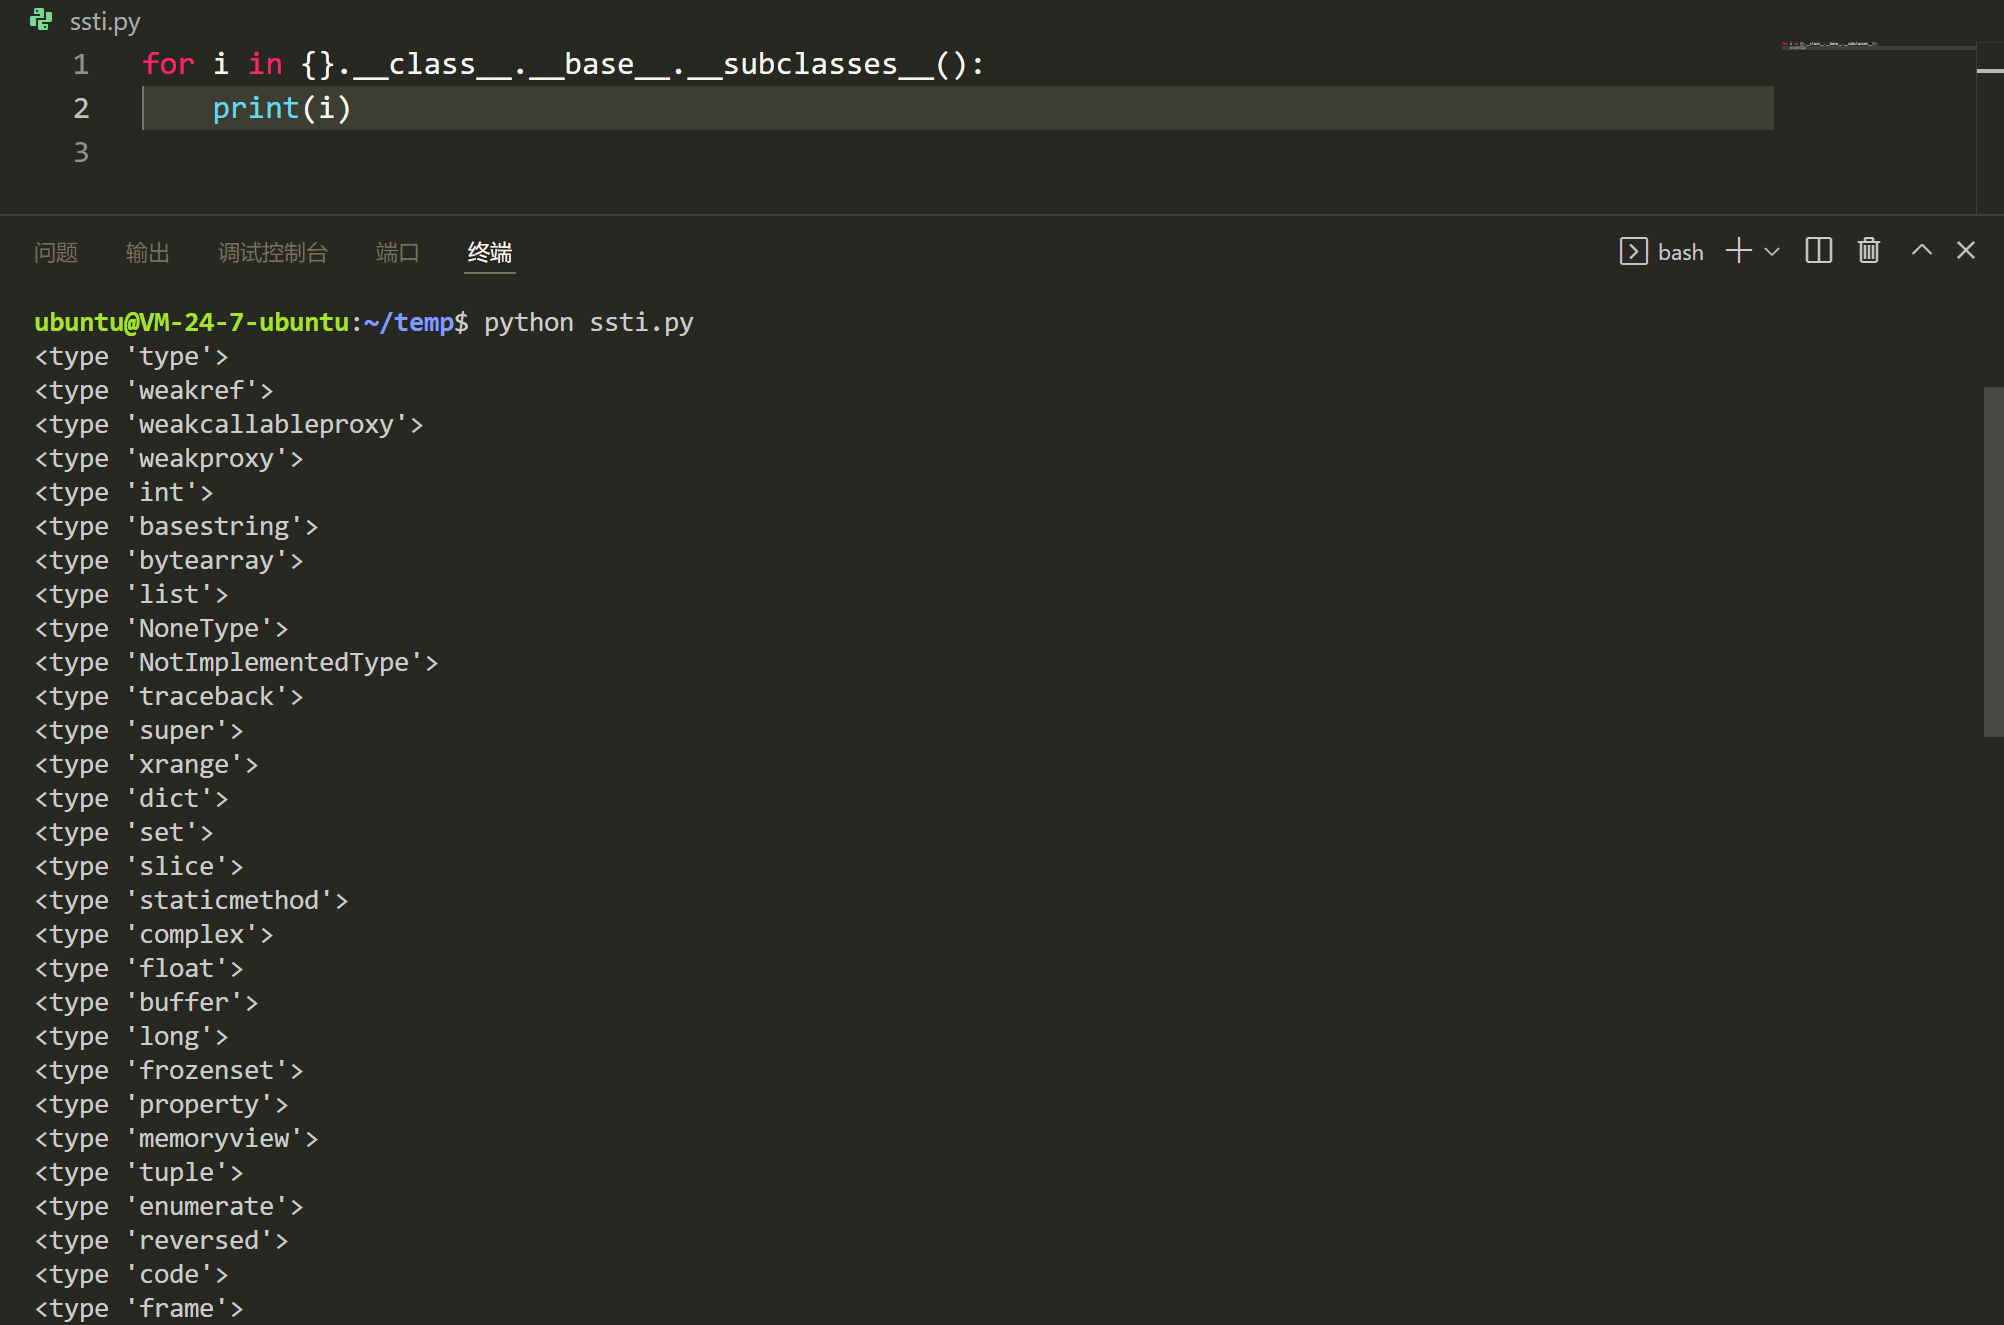 ssti.py
1 for i in {}.__class__.__base__.__subclasses__():
2     print(i)
3
问题 输出 调试控制台 端口 终端 bash
ubuntu@VM-24-7-ubuntu:~/temp$ python ssti.py
<type 'type'>
<type 'weakref'>
<type 'weakcallableproxy'>
<type 'weakproxy'>
<type 'int'>
<type 'basestring'>
<type 'bytearray'>
<type 'list'>
<type 'NoneType'>
<type 'NotImplementedType'>
<type 'traceback'>
<type 'super'>
<type 'xrange'>
<type 'dict'>
<type 'set'>
<type 'slice'>
<type 'staticmethod'>
<type 'complex'>
<type 'float'>
<type 'buffer'>
<type 'long'>
<type 'frozenset'>
<type 'property'>
<type 'memoryview'>
<type 'tuple'>
<type 'enumerate'>
<type 'reversed'>
<type 'code'>
<type 'frame'>